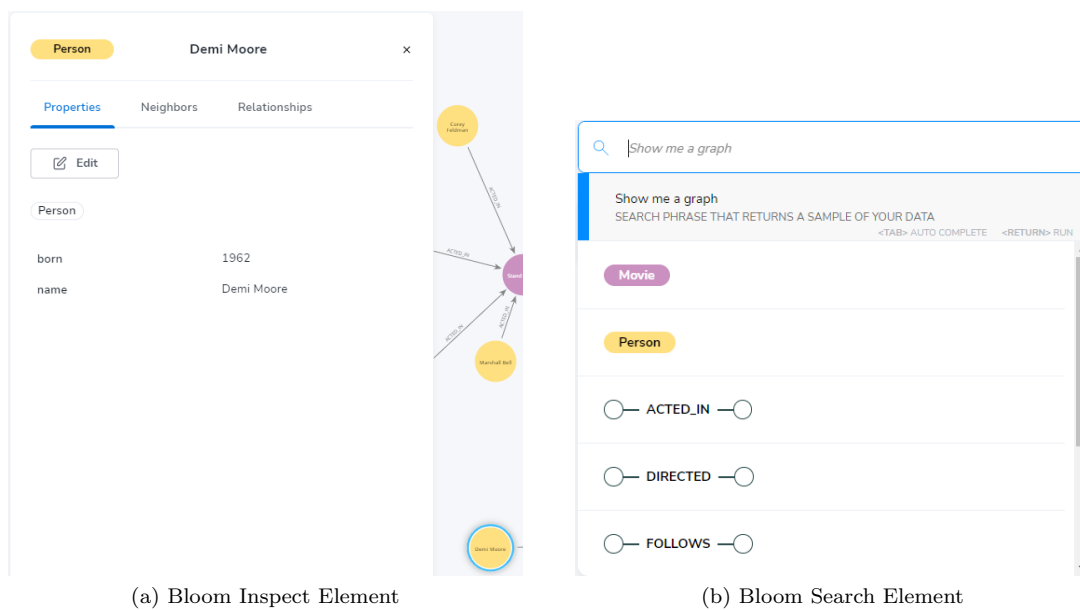 Person
Demi Moore
×
Properties
Neighbors
Relationships
Edit
Person
born
1962
name
Demi Moore
Corey
Feldman
ACTED_IN
ACTED_IN
Stand
ACTED_IN
ACTED_IN
Marshall Bell
Demi Moore
(a) Bloom Inspect Element
Show me a graph
Show me a graph
SEARCH PHRASE THAT RETURNS A SAMPLE OF YOUR DATA
<TAB> AUTO COMPLETE <RETURN> RUN
Movie
Person
ACTED_IN
DIRECTED
FOLLOWS
(b) Bloom Search Element